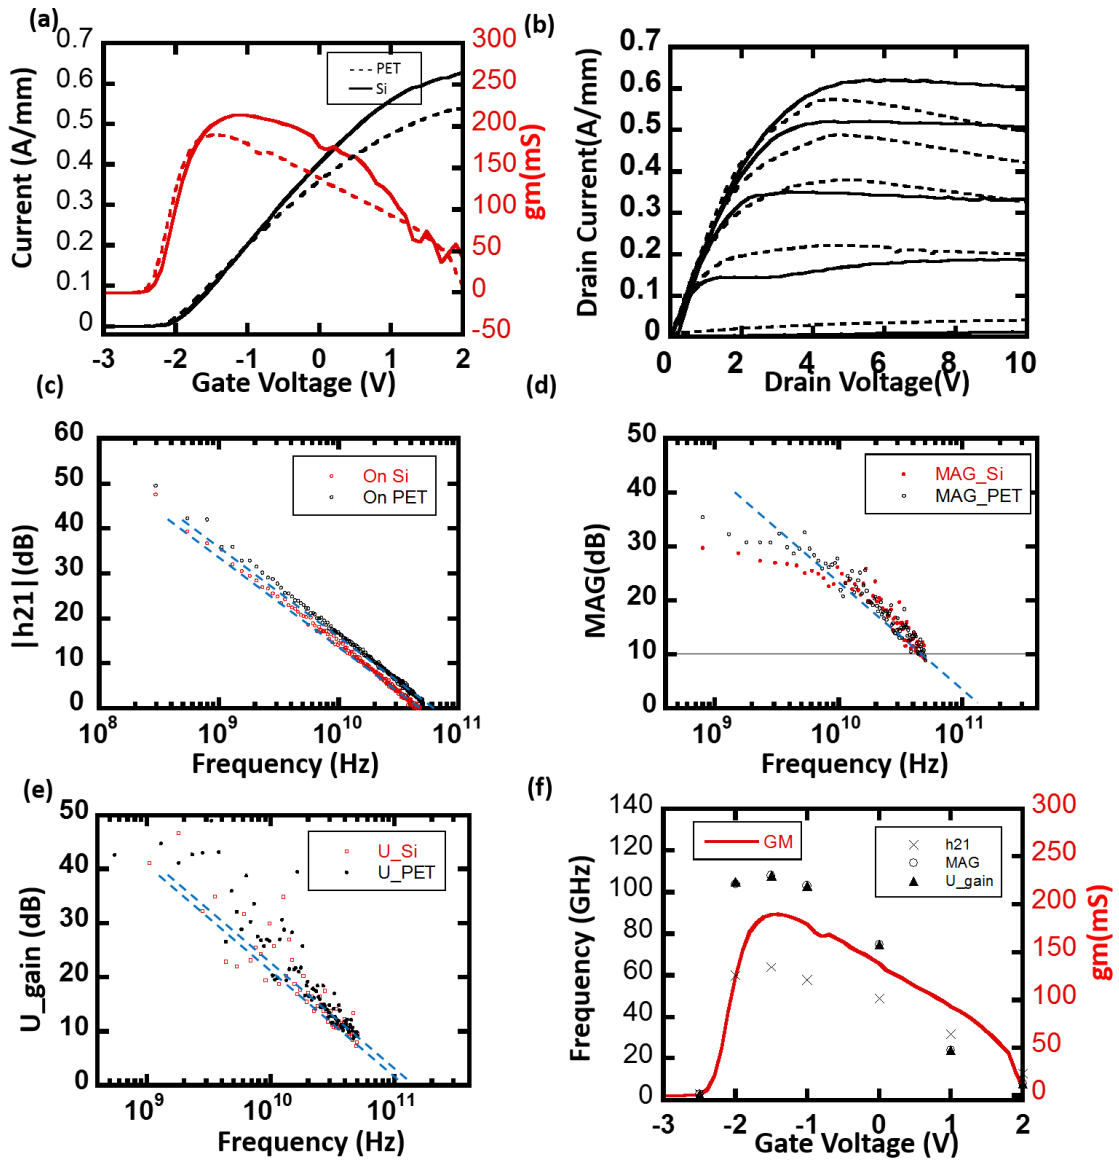 (a)
0.7
0.6
0.5
0.4
0.3
0.2
0.1
0
Current (A/mm)
PET
Si
300
250
200
150
100
50
0
-50
gm(mS)
-3 -2 -1 0 1 2
Gate Voltage (V)
(b)
0.7
0.6
0.5
0.4
0.3
0.2
0.1
0
Drain Current(A/mm)
0 2 4 6 8 10
Drain Voltage(V)
(c)
60
50
40
30
20
10
0
|h21|(dB)
On Si
On PET
10^8 10^9 10^10 10^11
Frequency (Hz)
(d)
50
40
30
20
10
0
MAG(dB)
MAG_Si
MAG_PET
10^9 10^10 10^11
Frequency (Hz)
(e)
50
40
30
20
10
0
U_gain (dB)
U_Si
U_PET
10^9 10^10 10^11
Frequency (Hz)
(f)
140
120
100
80
60
40
20
0
Frequency (GHz)
GM
h21
MAG
U_gain
300
250
200
150
100
50
0
gm(mS)
-3 -2 -1 0 1 2
Gate Voltage (V)